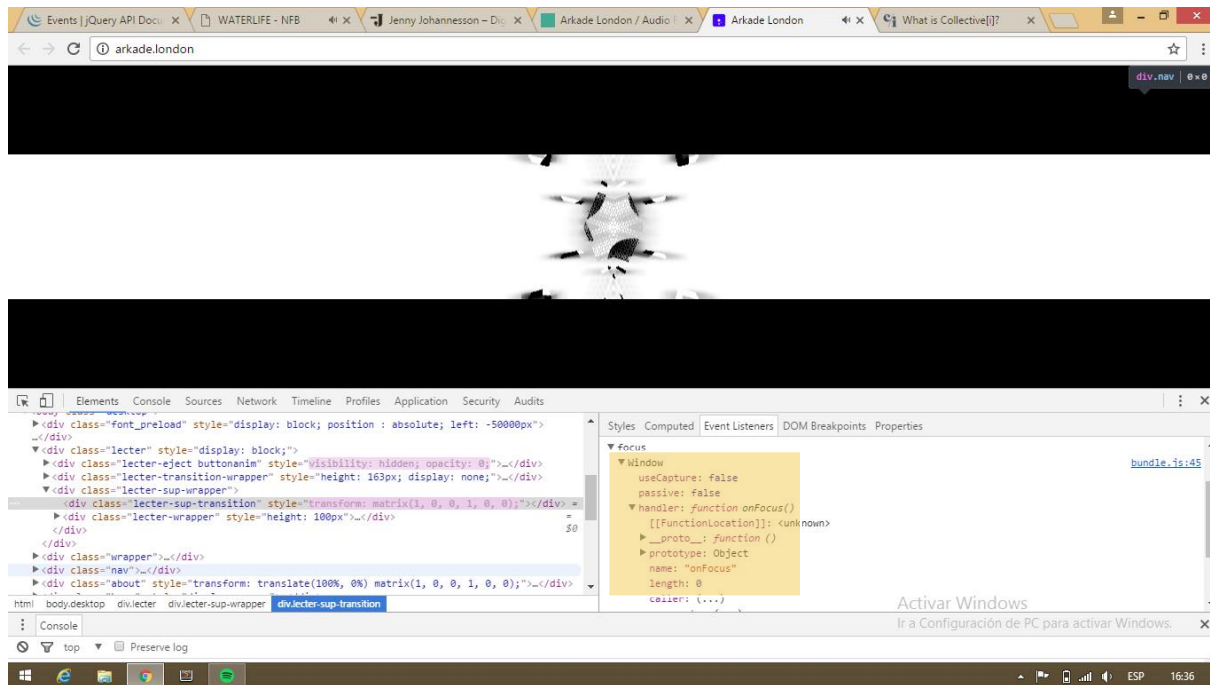 Events | jQuery API Docu
WATERLIFE - NFB
Jenny Johannesson – Dig
Arkade London / Audio
Arkade London
What is Collective[i]?
arkade.london
div.nav | 0×0
Elements Console Sources Network Timeline Profiles Application Security Audits
▶<div class="font_preload" style="display: block; position : absolute; left: -50000px">
…</div>
▼<div class="lecter" style="display: block;">
▶<div class="lecter-eject buttonanim" style="visibility: hidden; opacity: 0;">…</div>
▶<div class="lecter-transition-wrapper" style="height: 163px; display: none;">…</div>
▼<div class="lecter-sup-wrapper">
<div class="lecter-sup-transition" style="transform: matrix(1, 0, 0, 1, 0, 0);"></div> =
▶<div class="lecter-wrapper" style="height: 100px">…</div> =
</div> $0
</div>
▶<div class="wrapper">…</div>
▶<div class="nav">…</div>
▶<div class="about" style="transform: translate(100%, 0%) matrix(1, 0, 0, 1, 0, 0);">…</div>
html body.desktop div.lecter div.lecter-sup-wrapper div.lecter-sup-transition
Styles Computed Event Listeners DOM Breakpoints Properties
▼focus
▼Window bundle.js:45
useCapture: false
passive: false
▼handler: function onFocus()
[[FunctionLocation]]: <unknown>
▶__proto__: function ()
▶prototype: Object
name: "onFocus"
length: 0
caller: (...)
Activar Windows
Ir a Configuración de PC para activar Windows.
Console
top ▼ Preserve log
ESP 16:36